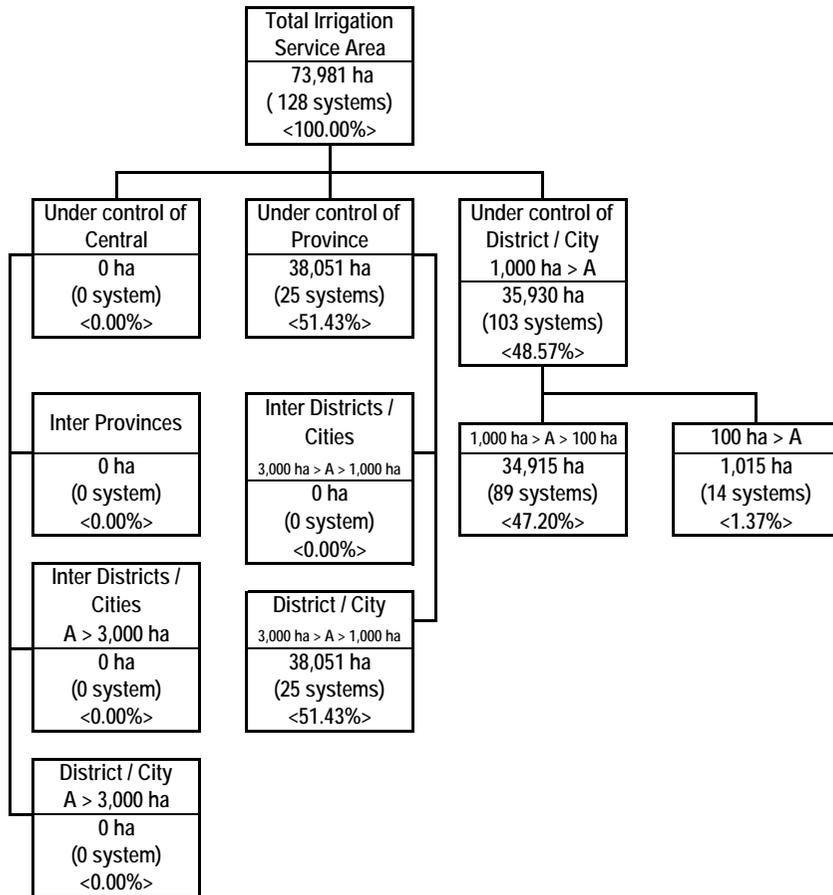 Total Irrigation
Service Area
73,981 ha
( 128 systems)
<100.00%>
Under control of
Central
0 ha
(0 system)
<0.00%>
Under control of
Province
38,051 ha
(25 systems)
<51.43%>
Under control of
District / City
1,000 ha > A
35,930 ha
(103 systems)
<48.57%>
Inter Provinces
0 ha
(0 system)
<0.00%>
Inter Districts /
Cities
3,000 ha > A > 1,000 ha
0 ha
(0 system)
<0.00%>
1,000 ha > A > 100 ha
34,915 ha
(89 systems)
<47.20%>
100 ha > A
1,015 ha
(14 systems)
<1.37%>
Inter Districts /
Cities
A > 3,000 ha
0 ha
(0 system)
<0.00%>
District / City
3,000 ha > A > 1,000 ha
38,051 ha
(25 systems)
<51.43%>
District / City
A > 3,000 ha
0 ha
(0 system)
<0.00%>